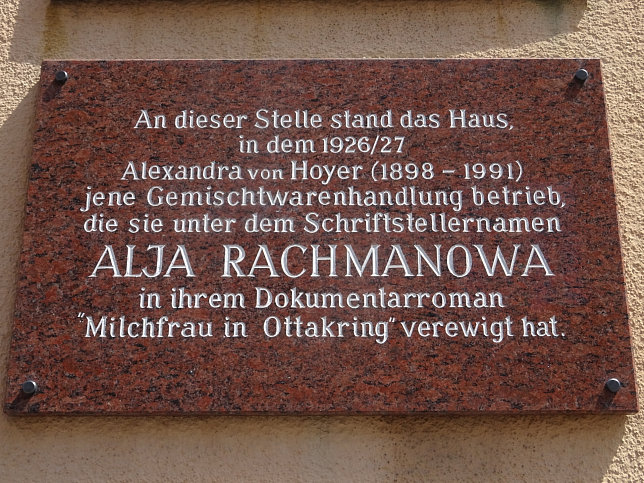 An dieser Stelle stand das Haus,
in dem 1926/27
Alexandra von Hoyer (1898 – 1991)
jene Gemischtwarenhandlung betrieb,
die sie unter dem Schriftstellernamen
ALJA RACHMANOWA
in ihrem Dokumentarroman
"Milchfrau in Ottakring" verewigt hat.